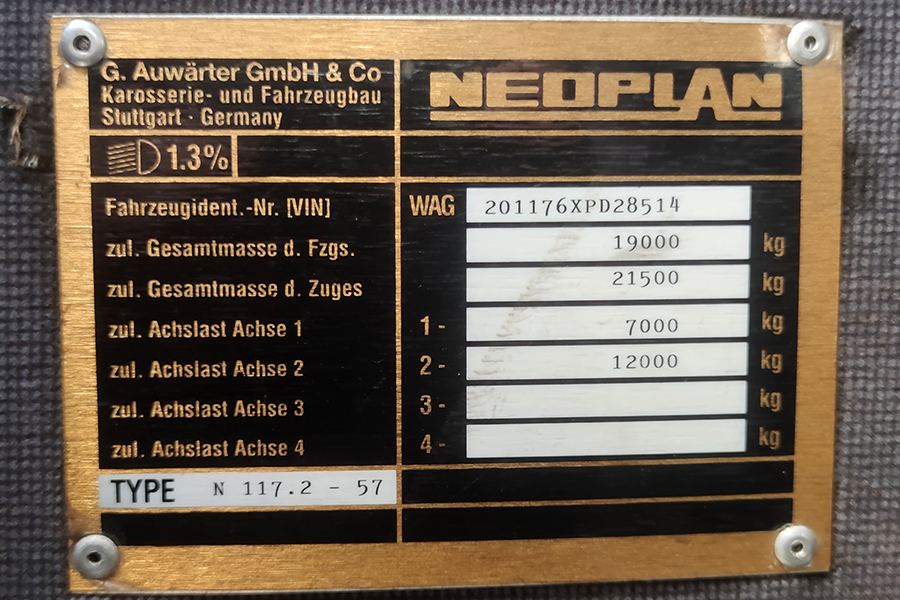 G. Auwärter GmbH & Co
Karosserie- und Fahrzeugbau
Stuttgart · Germany
NEOPLAN
1.3%
Fahrzeugident.-Nr. [VIN] WAG 201176XPD28514
zul. Gesamtmasse d. Fzgs. 19000 kg
zul. Gesamtmasse d. Zuges 21500 kg
zul. Achslast Achse 1 1- 7000 kg
zul. Achslast Achse 2 2- 12000 kg
zul. Achslast Achse 3 3- kg
zul. Achslast Achse 4 4- kg
TYPE N 117.2 - 57